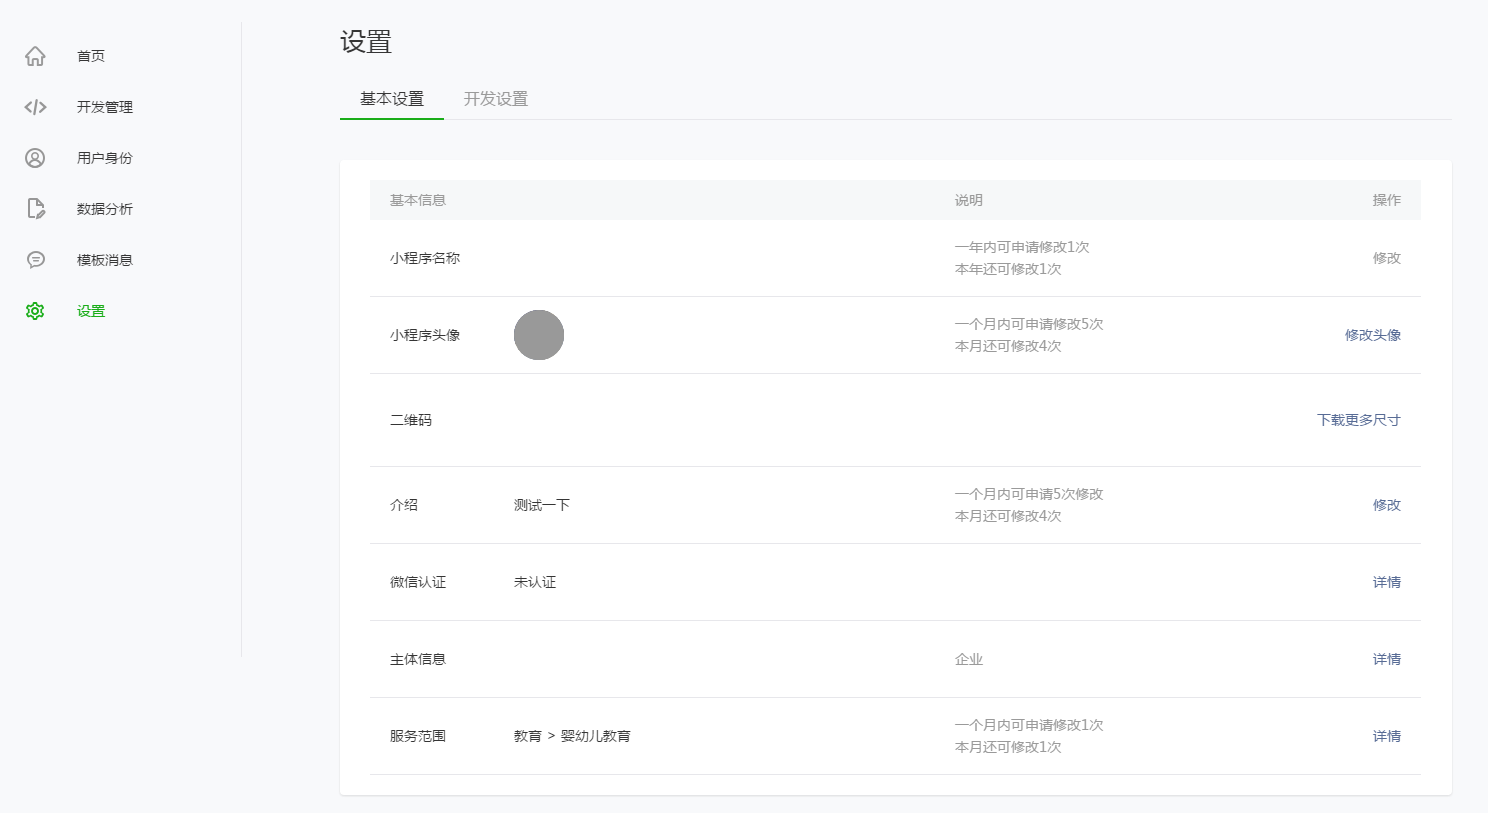 首页
开发管理
用户身份
数据分析
模板消息
设置
设置
基本设置 开发设置
基本信息 说明 操作
小程序名称 一年内可申请修改1次
本年还可修改1次 修改
小程序头像 一个月内可申请修改5次
本月还可修改4次 修改头像
二维码 下载更多尺寸
介绍 测试一下 一个月内可申请5次修改
本月还可修改4次 修改
微信认证 未认证 详情
主体信息 企业 详情
服务范围 教育 > 婴幼儿教育 一个月内可申请修改1次
本月还可修改1次 详情